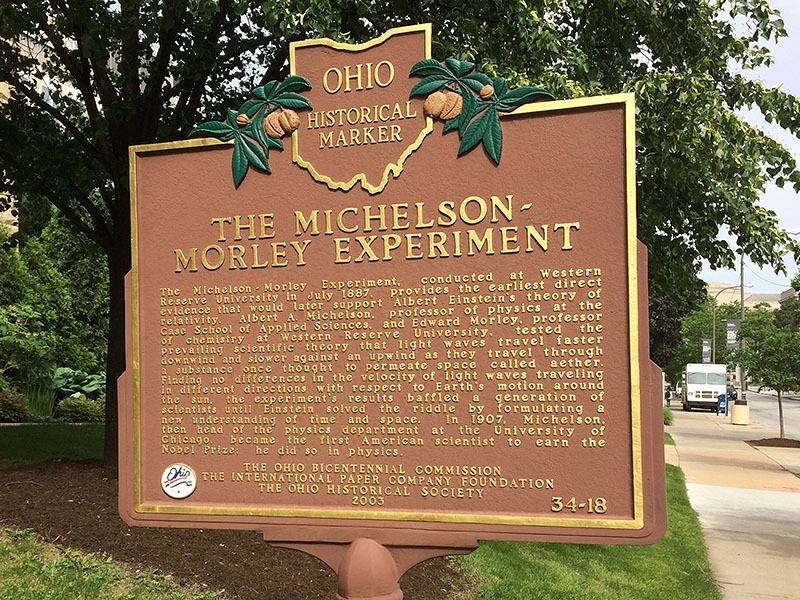 OHIO
HISTORICAL
MARKER
THE MICHELSON-
MORLEY EXPERIMENT
The Michelson-Morley Experiment, conducted at Western
Reserve University in July 1887, provides the earliest direct
evidence that would later support Albert Einstein's theory of
relativity. Albert A. Michelson, professor of physics at the
Case School of Applied Sciences, and Edward Morley, professor
of chemistry at Western Reserve University, tested the
prevailing scientific theory that light waves travel faster
downwind and slower against an upwind as they travel through
a substance once thought to permeate space called aether.
Finding no differences in the velocity of light waves traveling
in different directions with respect to Earth's motion around
the sun, the experiment's results baffled a generation of
scientists until Einstein solved the riddle by formulating a
new understanding of time and space. In 1907, Michelson,
then head of the physics department at the University of
Chicago, became the first American scientist to earn the
Nobel Prize; he did so in physics.
Ohio
THE OHIO BICENTENNIAL COMMISSION
THE INTERNATIONAL PAPER COMPANY FOUNDATION
THE OHIO HISTORICAL SOCIETY
2003
34-18